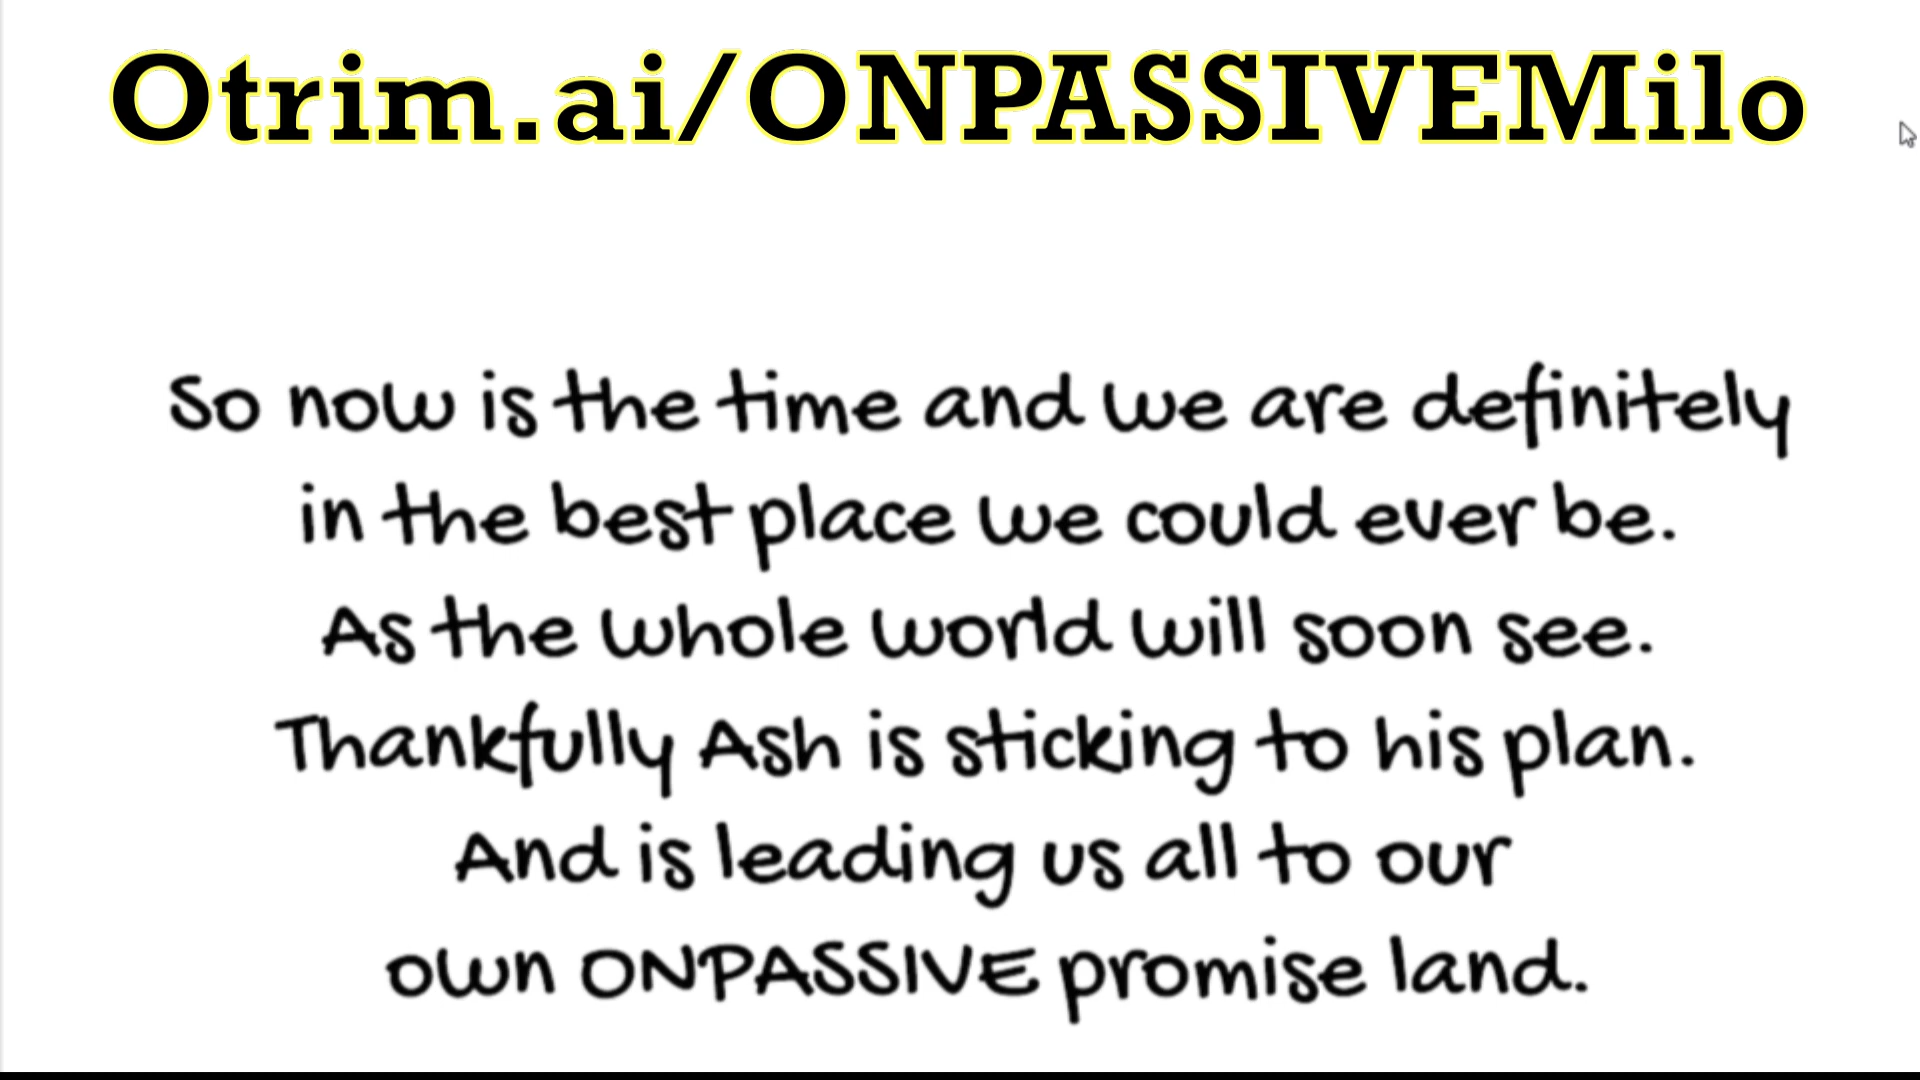 Otrim.ai/ONPASSIVEMilo
So now is the time and we are definitely
in the best place we could ever be.
As the whole world will soon see.
Thankfully Ash is sticking to his plan.
And is leading us all to our
own ONPASSIVE promise land.